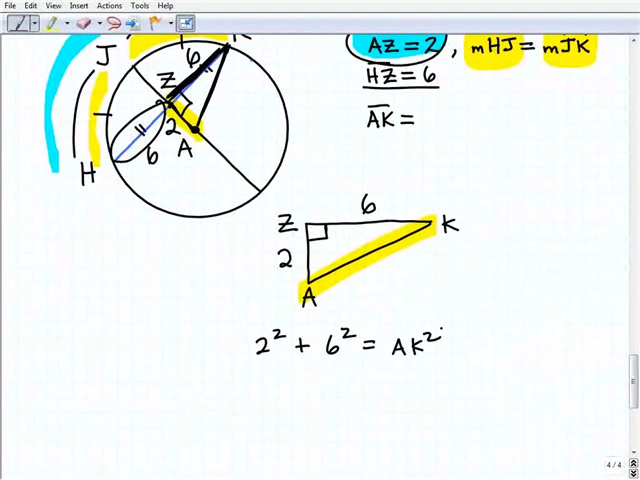 File Edit View Insert Actions Tools Help
J
6
AZ = 2 , mHJ = mJK
Z
HZ = 6
2
AK =
A
6
H
6
Z
K
2
A
2² + 6² = AK²
4 / 4